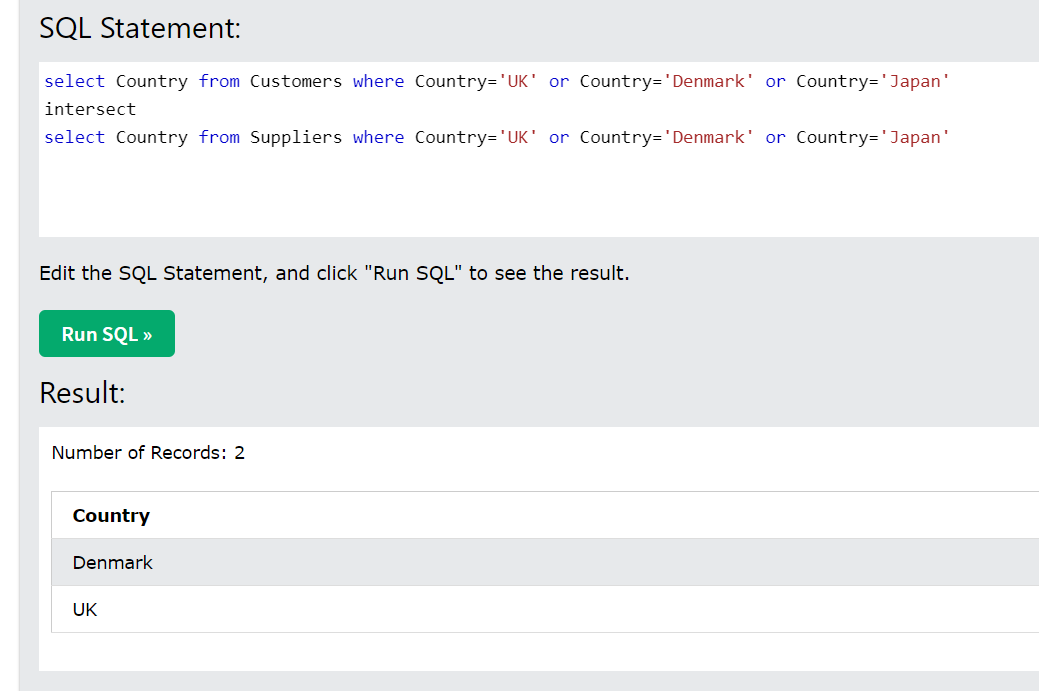 SQL Statement:
select Country from Customers where Country='UK' or Country='Denmark' or Country='Japan'
intersect
select Country from Suppliers where Country='UK' or Country='Denmark' or Country='Japan'
Edit the SQL Statement, and click "Run SQL" to see the result.
Run SQL »
Result:
Number of Records: 2
Country
Denmark
UK